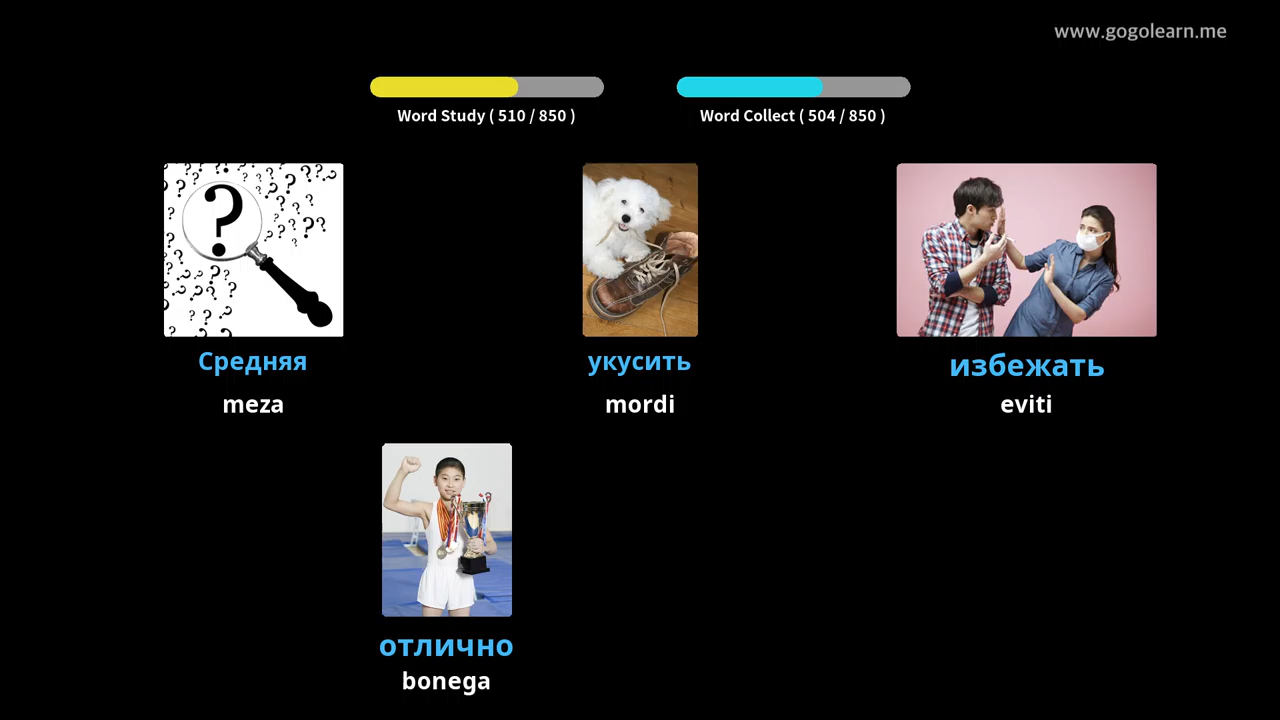 www.gogolearn.me
Word Study ( 510 / 850 )
Word Collect ( 504 / 850 )
Средняя
meza
укусить
mordi
избежать
eviti
отлично
bonega